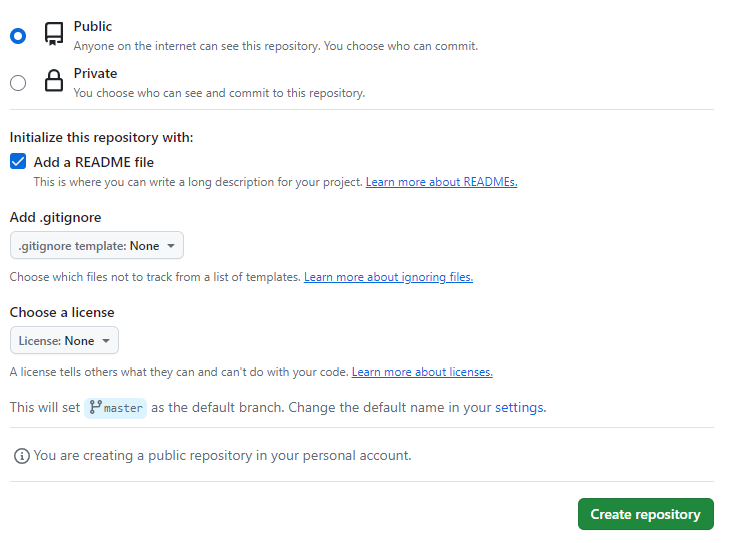 Public
Anyone on the internet can see this repository. You choose who can commit.
Private
You choose who can see and commit to this repository.
Initialize this repository with:
Add a README file
This is where you can write a long description for your project. Learn more about READMEs.
Add .gitignore
.gitignore template: None
Choose which files not to track from a list of templates. Learn more about ignoring files.
Choose a license
License: None
A license tells others what they can and can't do with your code. Learn more about licenses.
This will set master as the default branch. Change the default name in your settings.
You are creating a public repository in your personal account.
Create repository